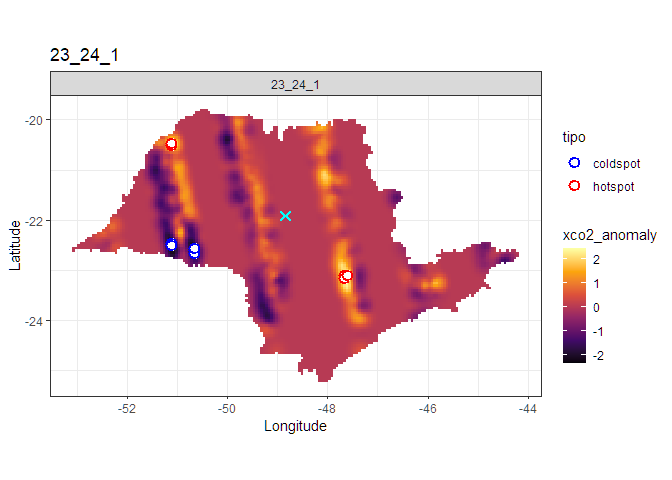 23_24_1
23_24_1
-20
-22
-24
Latitude
-52 -50 -48 -46 -44
Longitude
tipo
coldspot
hotspot
xco2_anomaly
2
1
0
-1
-2